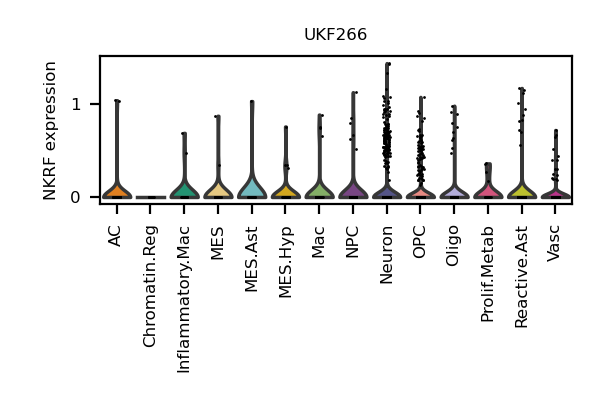 UKF266
NKRF expression
1
0
AC
Chromatin.Reg
Inflammatory.Mac
MES
MES.Ast
MES.Hyp
Mac
NPC
Neuron
OPC
Oligo
Prolif.Metab
Reactive.Ast
Vasc